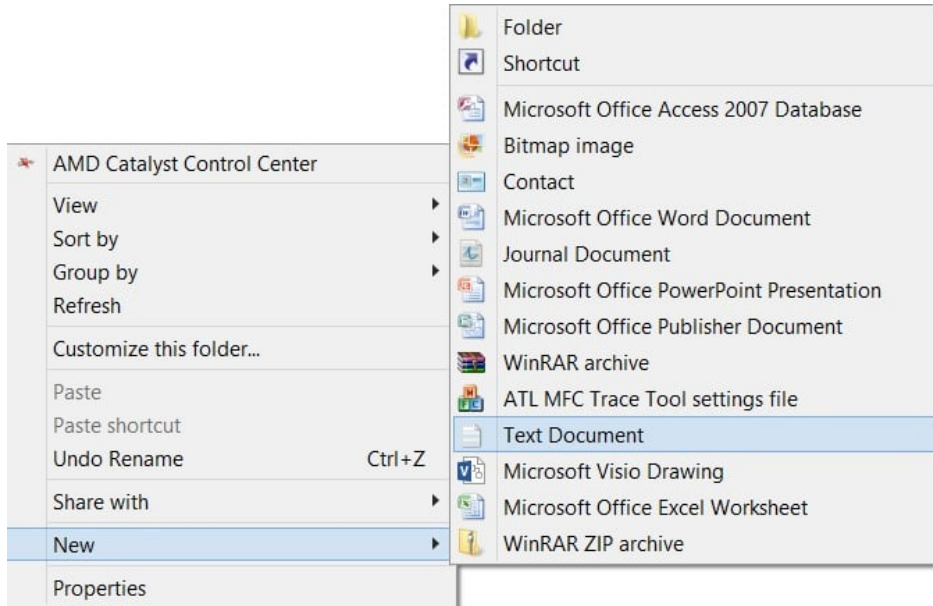 AMD Catalyst Control Center
View
Sort by
Group by
Refresh
Customize this folder...
Paste
Paste shortcut
Undo Rename Ctrl+Z
Share with
New
Properties
Folder
Shortcut
Microsoft Office Access 2007 Database
Bitmap image
Contact
Microsoft Office Word Document
Journal Document
Microsoft Office PowerPoint Presentation
Microsoft Office Publisher Document
WinRAR archive
ATL MFC Trace Tool settings file
Text Document
Microsoft Visio Drawing
Microsoft Office Excel Worksheet
WinRAR ZIP archive